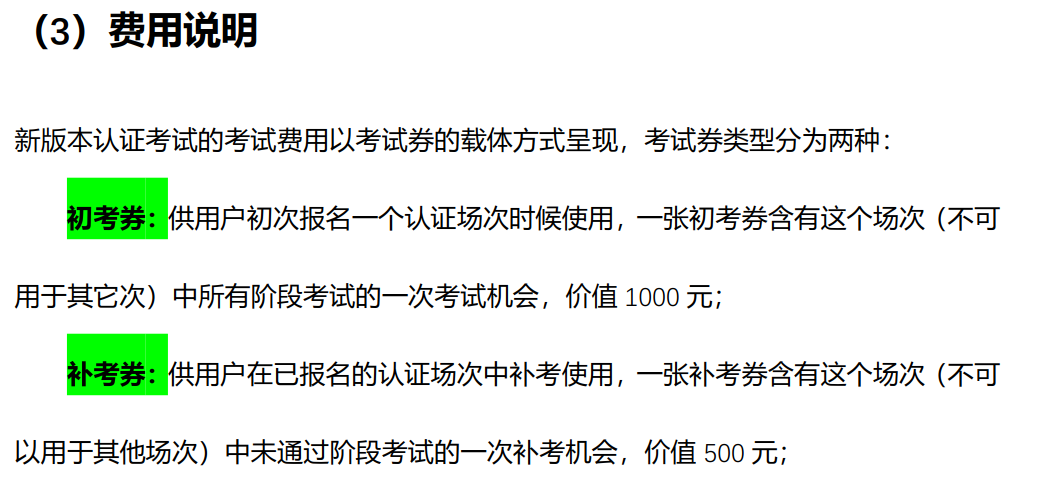 （3）费用说明
新版本认证考试的考试费用以考试券的载体方式呈现，考试券类型分为两种：
初考券：供用户初次报名一个认证场次时候使用，一张初考券含有这个场次（不可
用于其它次）中所有阶段考试的一次考试机会，价值 1000 元；
补考券：供用户在已报名的认证场次中补考使用，一张补考券含有这个场次（不可
以用于其他场次）中未通过阶段考试的一次补考机会，价值 500 元；